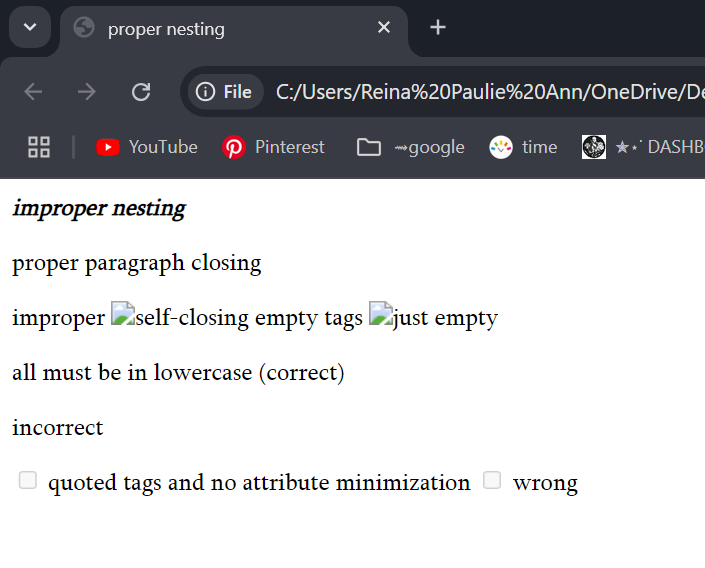 proper nesting
File C:/Users/Reina%20Paulie%20Ann/OneDrive/De
YouTube Pinterest ⇝google time ★⋆˙ DASHB
improper nesting
proper paragraph closing
improper self-closing empty tags just empty
all must be in lowercase (correct)
incorrect
quoted tags and no attribute minimization wrong